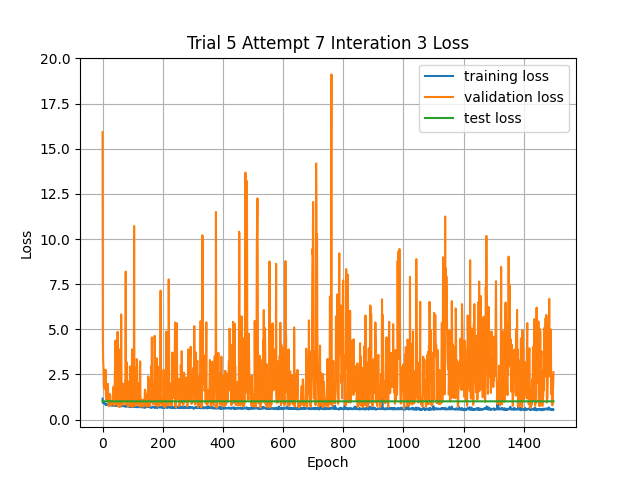 Trial 5 Attempt 7 Interation 3 Loss
20.0
17.5
15.0
12.5
10.0
7.5
5.0
2.5
0.0
Loss
training loss
validation loss
test loss
0 200 400 600 800 1000 1200 1400
Epoch